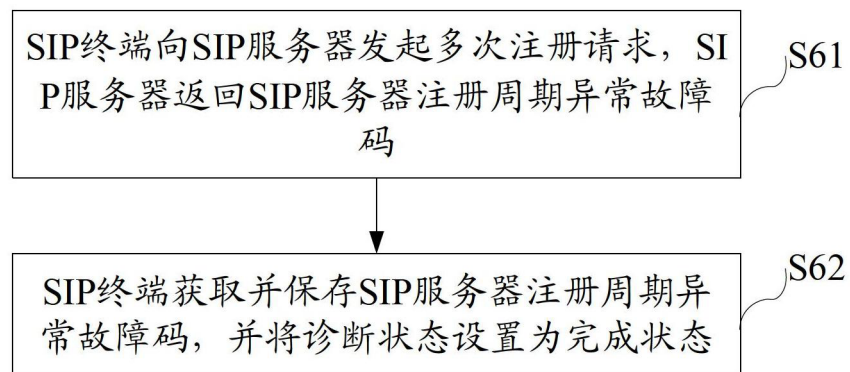 SIP终端向SIP服务器发起多次注册请求，SI
P服务器返回SIP服务器注册周期异常故障
码
S61
SIP终端获取并保存SIP服务器注册周期异
常故障码，并将诊断状态设置为完成状态
S62